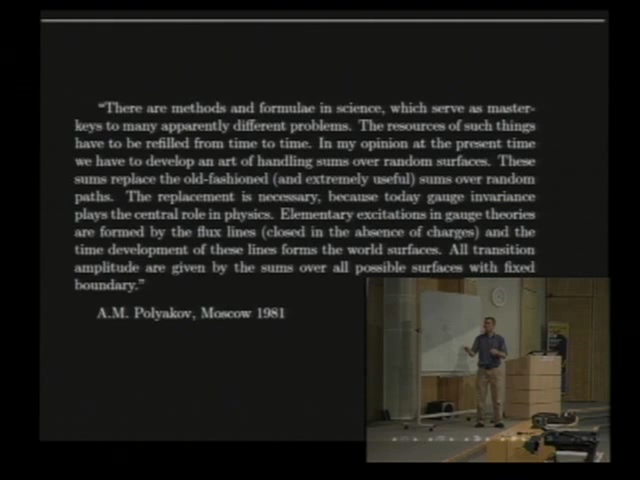 “There are methods and formulae in science, which serve as master-
keys to many apparently different problems. The resources of such things
have to be refilled from time to time. In my opinion at the present time
we have to develop an art of handling sums over random surfaces. These
sums replace the old-fashioned (and extremely useful) sums over random
paths. The replacement is necessary, because today gauge invariance
plays the central role in physics. Elementary excitations in gauge theories
are formed by the flux lines (closed in the absence of charges) and the
time development of these lines forms the world surfaces. All transition
amplitude are given by the sums over all possible surfaces with fixed
boundary.”
A.M. Polyakov, Moscow 1981